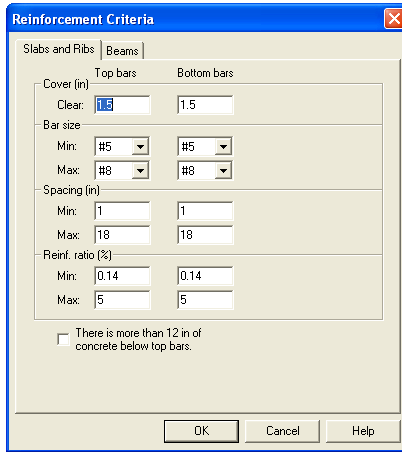 Reinforcement Criteria
Slabs and Ribs Beams
Top bars Bottom bars
Cover (in)
Clear: 1.5 1.5
Bar size
Min: #5 #5
Max: #8 #8
Spacing (in)
Min: 1 1
Max: 18 18
Reinf. ratio (%)
Min: 0.14 0.14
Max: 5 5
There is more than 12 in of
concrete below top bars.
OK Cancel Help